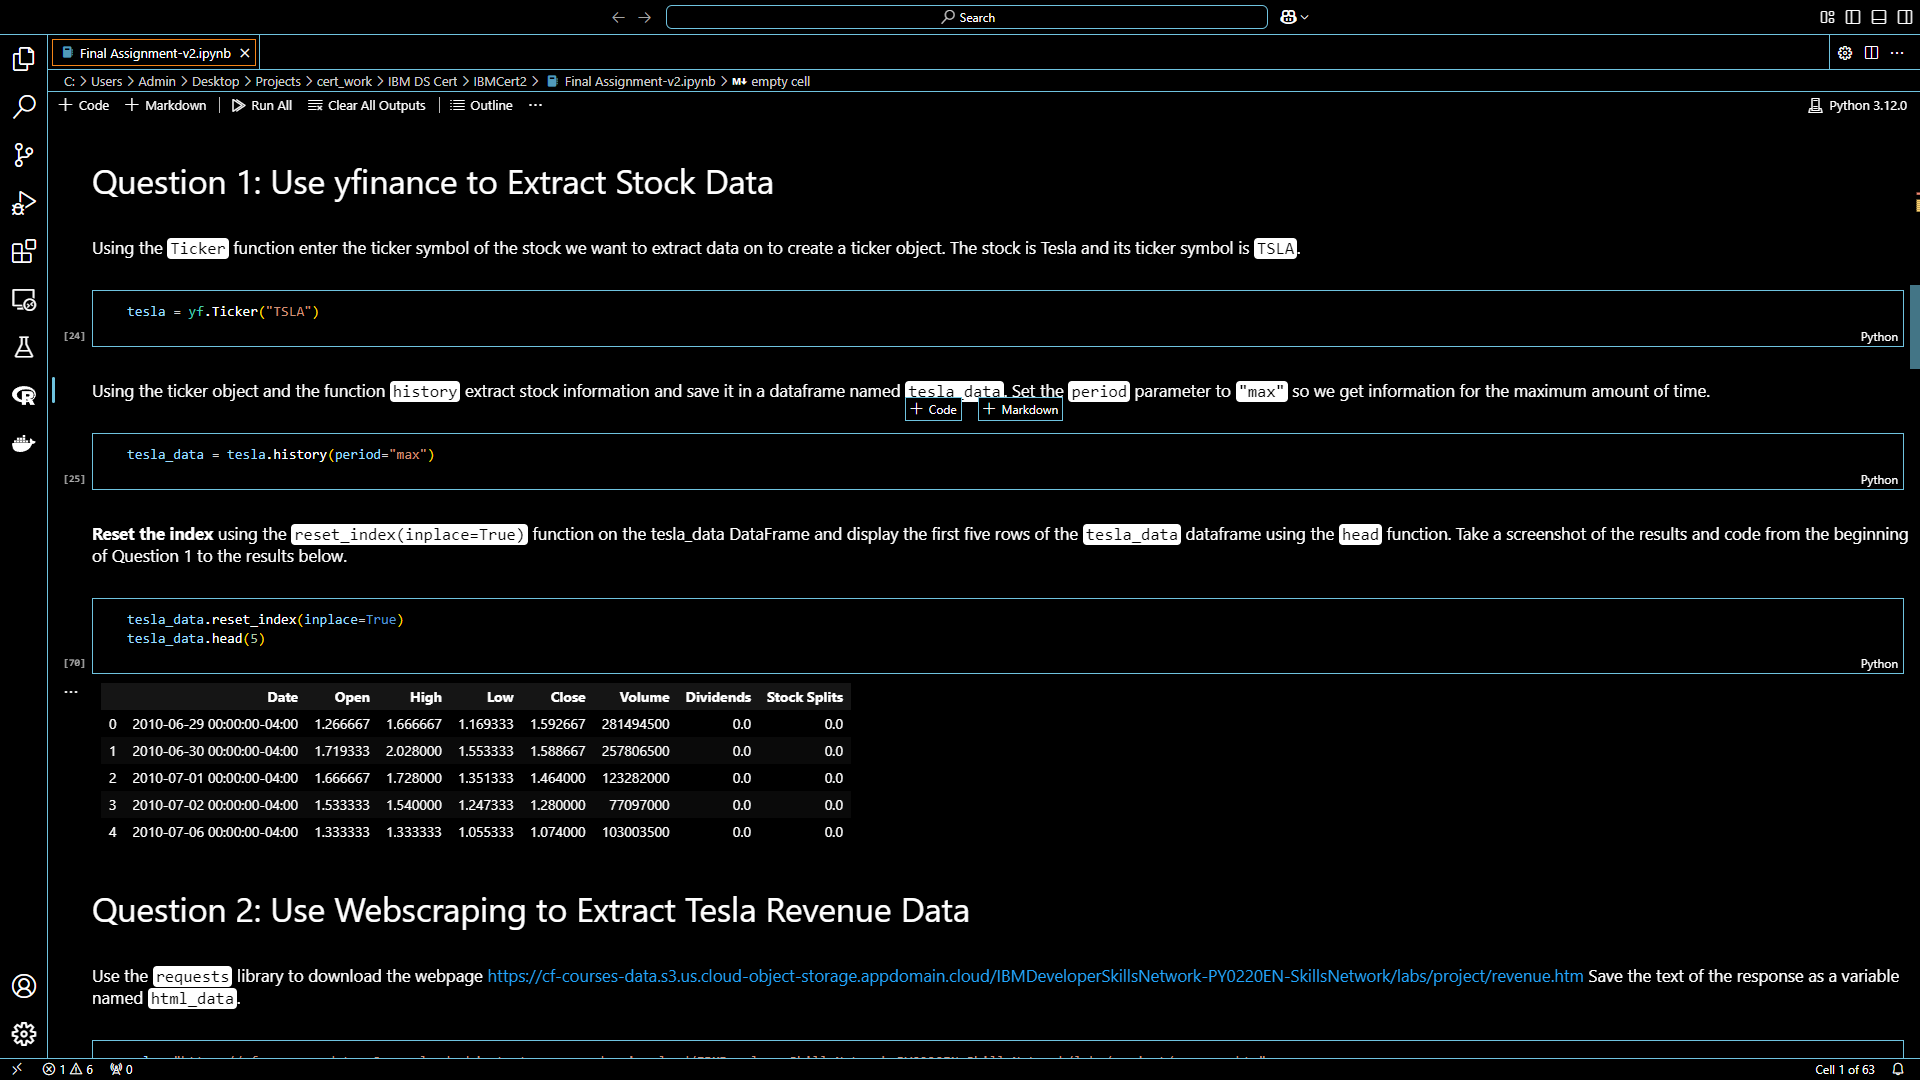 Search
Final Assignment-v2.ipynb
C: > Users > Admin > Desktop > Projects > cert_work > IBM DS Cert > IBMCert2 > Final Assignment-v2.ipynb > M↓ empty cell
+ Code + Markdown Run All Clear All Outputs Outline ...
Python 3.12.0
Question 1: Use yfinance to Extract Stock Data
Using the Ticker function enter the ticker symbol of the stock we want to extract data on to create a ticker object. The stock is Tesla and its ticker symbol is TSLA.
tesla = yf.Ticker("TSLA")
[24]
Python
Using the ticker object and the function history extract stock information and save it in a dataframe named tesla_data. Set the period parameter to "max" so we get information for the maximum amount of time.
+ Code + Markdown
tesla_data = tesla.history(period="max")
[25]
Python
Reset the index using the reset_index(inplace=True) function on the tesla_data DataFrame and display the first five rows of the tesla_data dataframe using the head function. Take a screenshot of the results and code from the beginning
of Question 1 to the results below.
tesla_data.reset_index(inplace=True)
tesla_data.head(5)
[70]
Python
...
Date Open High Low Close Volume Dividends Stock Splits
0 2010-06-29 00:00:00-04:00 1.266667 1.666667 1.169333 1.592667 281494500 0.0 0.0
1 2010-06-30 00:00:00-04:00 1.719333 2.028000 1.553333 1.588667 257806500 0.0 0.0
2 2010-07-01 00:00:00-04:00 1.666667 1.728000 1.351333 1.464000 123282000 0.0 0.0
3 2010-07-02 00:00:00-04:00 1.533333 1.540000 1.247333 1.280000 77097000 0.0 0.0
4 2010-07-06 00:00:00-04:00 1.333333 1.333333 1.055333 1.074000 103003500 0.0 0.0
Question 2: Use Webscraping to Extract Tesla Revenue Data
Use the requests library to download the webpage https://cf-courses-data.s3.us.cloud-object-storage.appdomain.cloud/IBMDeveloperSkillsNetwork-PY0220EN-SkillsNetwork/labs/project/revenue.htm Save the text of the response as a variable
named html_data.
1 6 0
Cell 1 of 63